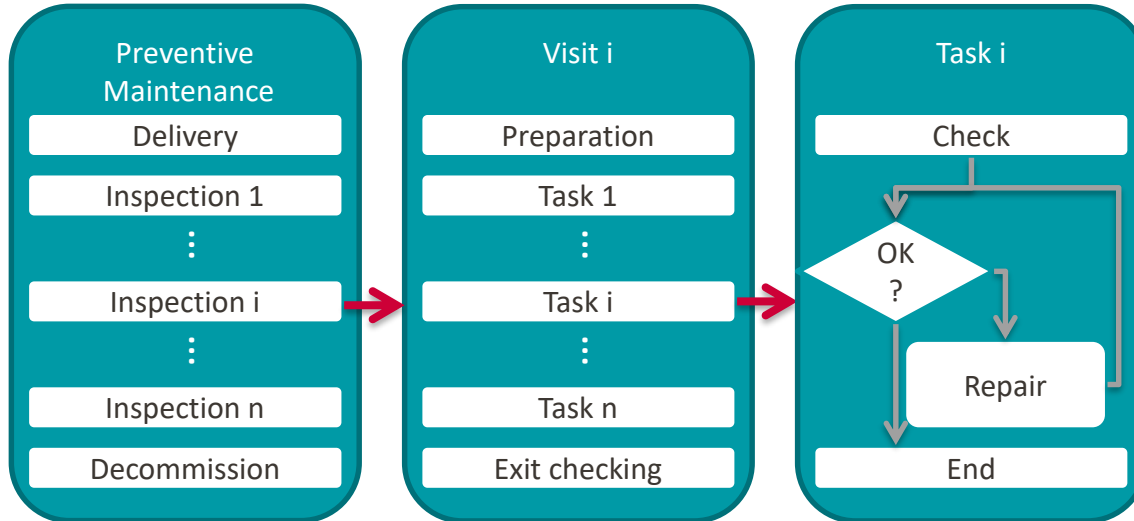 Preventive
Maintenance
Delivery
Inspection 1
⋮
Inspection i
⋮
Inspection n
Decommission
Visit i
Preparation
Task 1
⋮
Task i
⋮
Task n
Exit checking
Task i
Check
OK
?
Repair
End